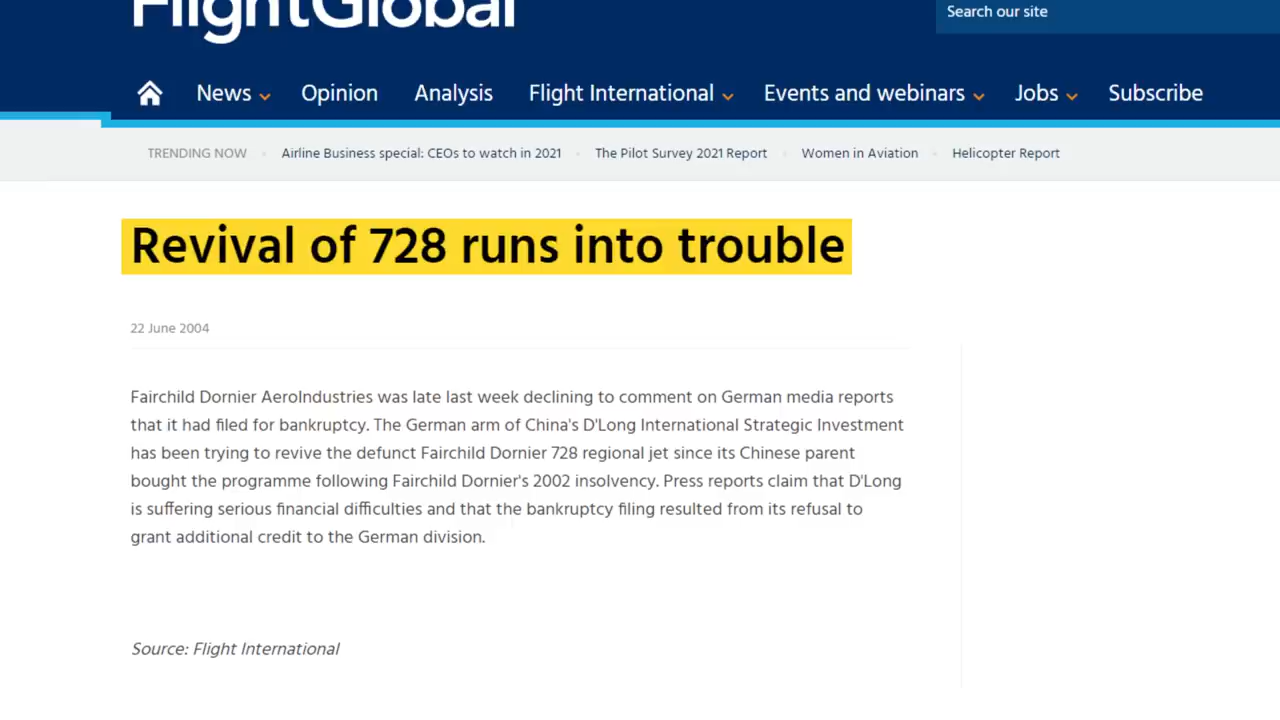 FlightGlobal
Search our site
News Opinion Analysis Flight International Events and webinars Jobs Subscribe
TRENDING NOW Airline Business special: CEOs to watch in 2021 The Pilot Survey 2021 Report Women in Aviation Helicopter Report
Revival of 728 runs into trouble
22 June 2004
Fairchild Dornier AeroIndustries was late last week declining to comment on German media reports
that it had filed for bankruptcy. The German arm of China's D'Long International Strategic Investment
has been trying to revive the defunct Fairchild Dornier 728 regional jet since its Chinese parent
bought the programme following Fairchild Dornier's 2002 insolvency. Press reports claim that D'Long
is suffering serious financial difficulties and that the bankruptcy filing resulted from its refusal to
grant additional credit to the German division.
Source: Flight International